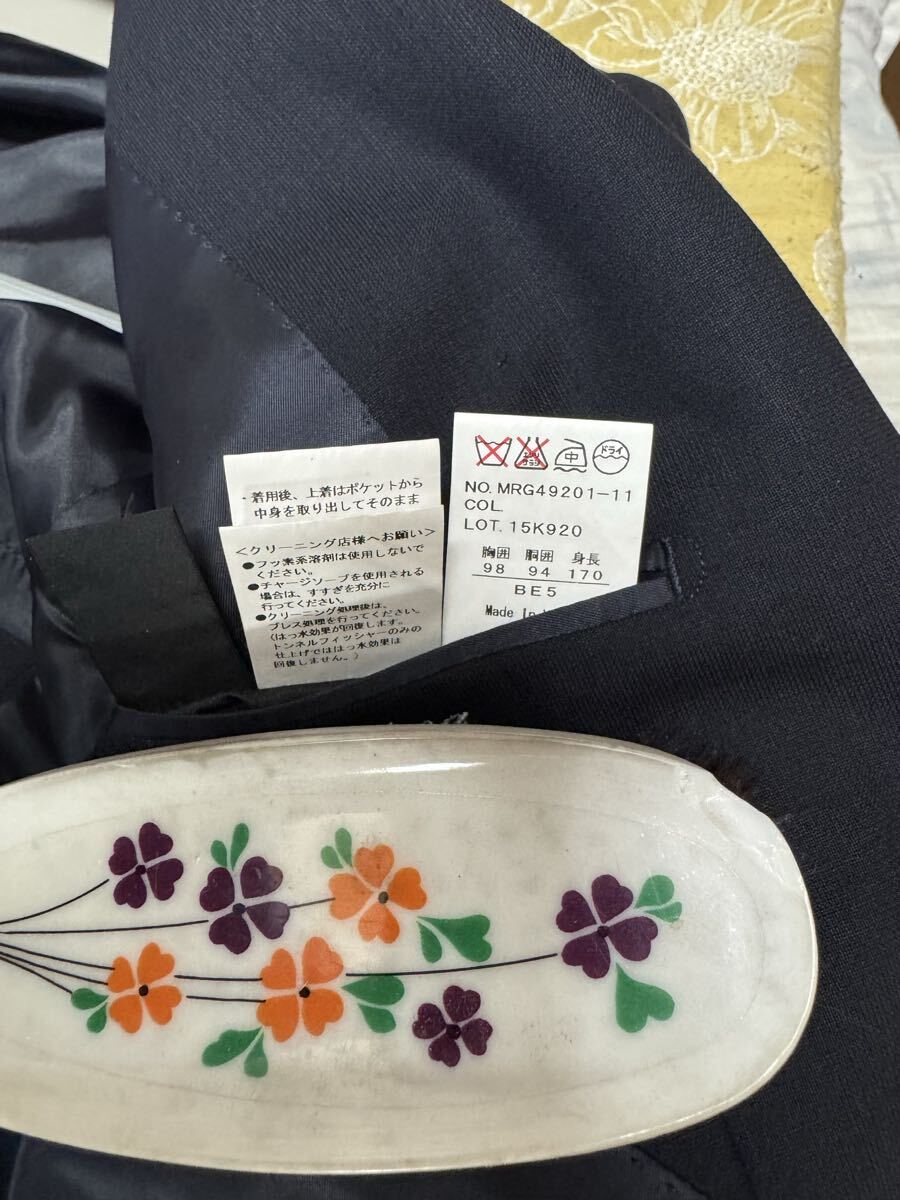 ・着用後、上着はポケットから
中身を取り出してそのまま
<クリーニング店様へお願い>
●フッ素系溶剤は使用しないで
ください。
●チャージソープを使用される
場合は、すすぎを充分に
行ってください。
●クリーニング処理後は、
プレス処理を行ってください。
(はっ水効果が回復します。
トンネルフィッシャーのみの
仕上げでははっ水効果は
回復しません。)
中 ドライ
NO. MRG49201-11
COL.
LOT. 15K920
胸囲 胴囲 身長
98 94 170
BE5
Made In